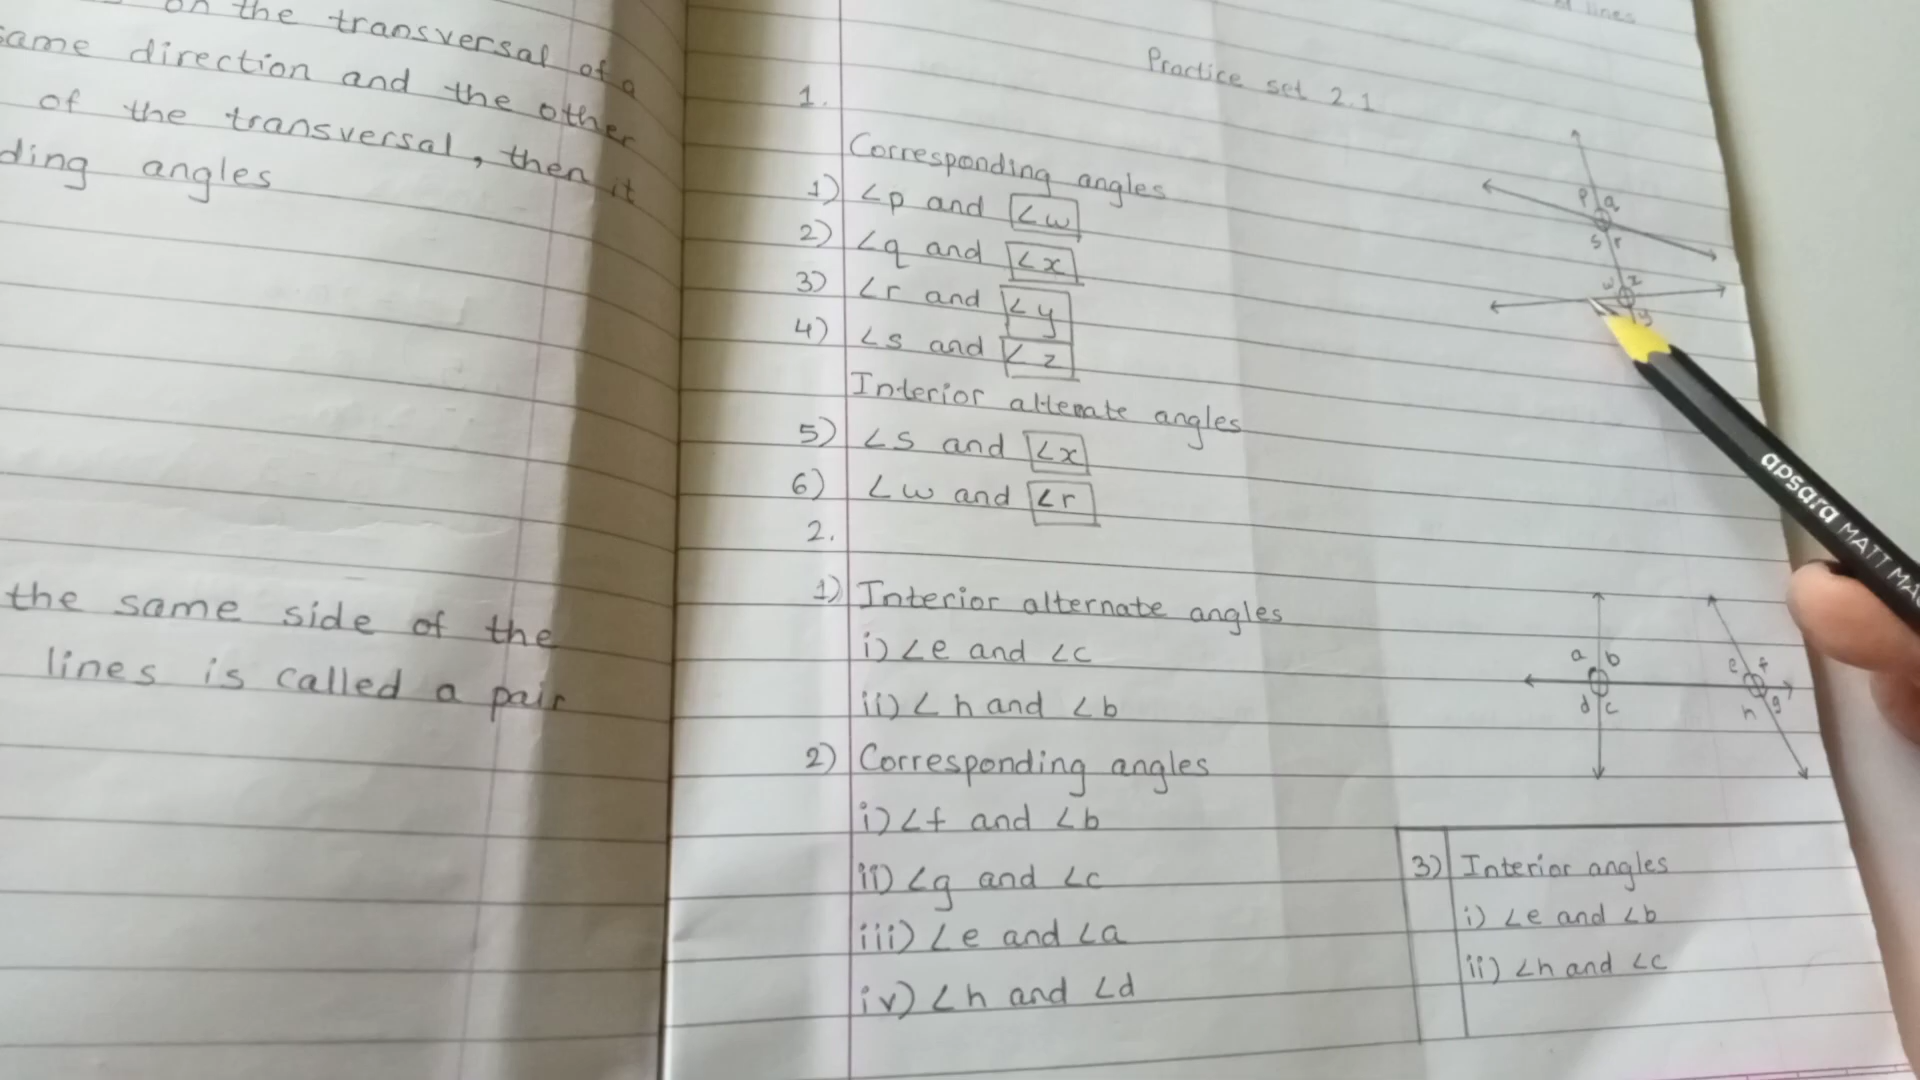 on the transversal of a
same direction and the other
of the transversal, then it
ding angles
the same side of the
lines is called a pair
lines
Practice set 2.1
1.
Corresponding angles
1) ∠p and ∠w
2) ∠q and ∠x
3) ∠r and ∠y
4) ∠s and ∠z
Interior alternate angles
5) ∠s and ∠x
6) ∠w and ∠r
p q
s r
w x
y
2.
1) Interior alternate angles
i) ∠e and ∠c
ii) ∠h and ∠b
2) Corresponding angles
i) ∠f and ∠b
ii) ∠g and ∠c
iii) ∠e and ∠a
iv) ∠h and ∠d
a b
d c
e f
h g
3) Interior angles
i) ∠e and ∠b
ii) ∠h and ∠c
apsara MATT MA